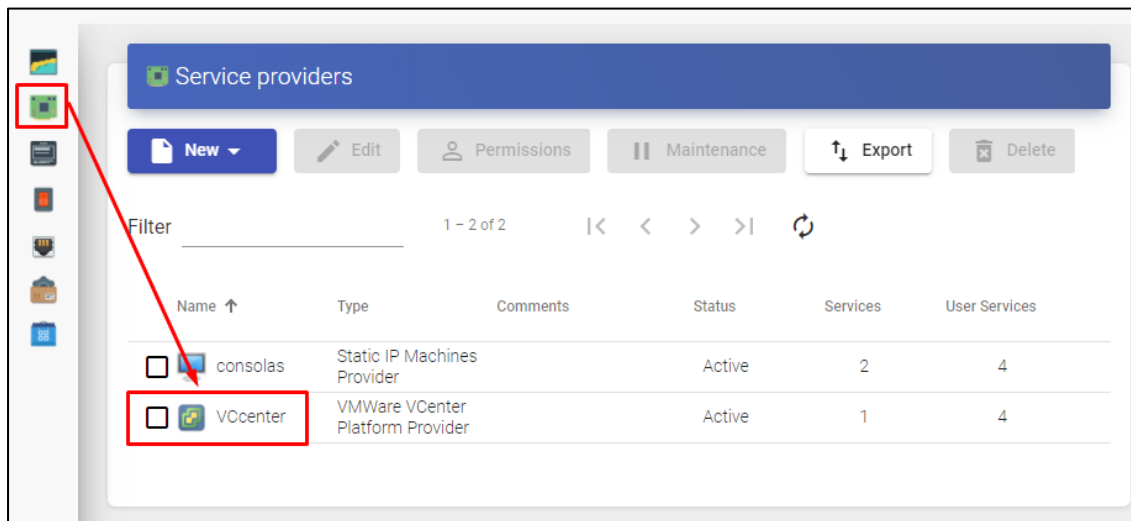 Service providers
New Edit Permissions Maintenance Export Delete
Filter 1 – 2 of 2
Name Type Comments Status Services User Services
consolas Static IP Machines Provider Active 2 4
VCcenter VMWare VCenter Platform Provider Active 1 4